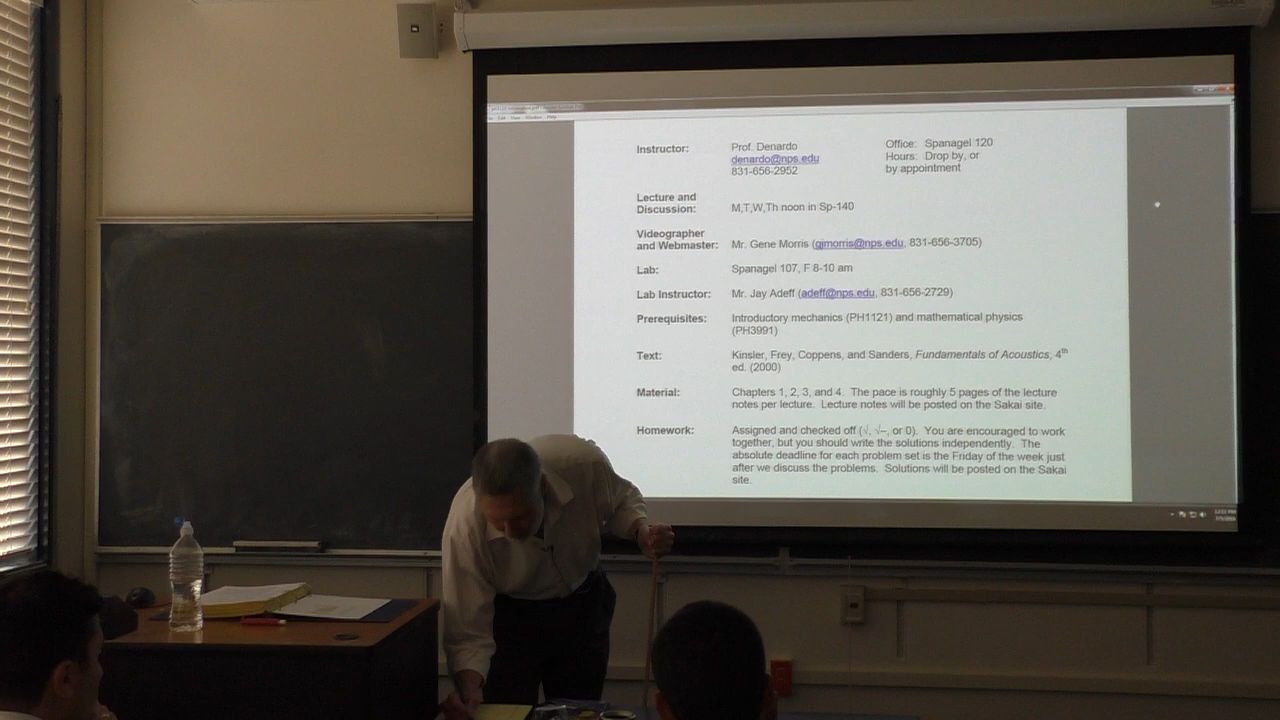 Edit View Window Help
Instructor: Prof. Denardo Office: Spanagel 120
denardo@nps.edu Hours: Drop by, or
831-656-2952 by appointment
Lecture and
Discussion: M,T,W,Th noon in Sp-140
Videographer
and Webmaster: Mr. Gene Morris (gjmorris@nps.edu, 831-656-3705)
Lab: Spanagel 107, F 8-10 am
Lab Instructor: Mr. Jay Adeff (adeff@nps.edu, 831-656-2729)
Prerequisites: Introductory mechanics (PH1121) and mathematical physics
(PH3991)
Text: Kinsler, Frey, Coppens, and Sanders, Fundamentals of Acoustics, 4th
ed. (2000)
Material: Chapters 1, 2, 3, and 4. The pace is roughly 5 pages of the lecture
notes per lecture. Lecture notes will be posted on the Sakai site.
Homework: Assigned and checked off (√, √–, or 0). You are encouraged to work
together, but you should write the solutions independently. The
absolute deadline for each problem set is the Friday of the week just
after we discuss the problems. Solutions will be posted on the Sakai
site.